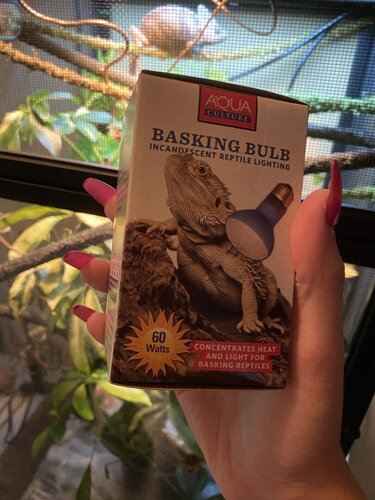 AQUA
CULTURE
BASKING BULB
INCANDESCENT REPTILE LIGHTING
60
Watts
CONCENTRATES HEAT
AND LIGHT FOR
BASKING REPTILES